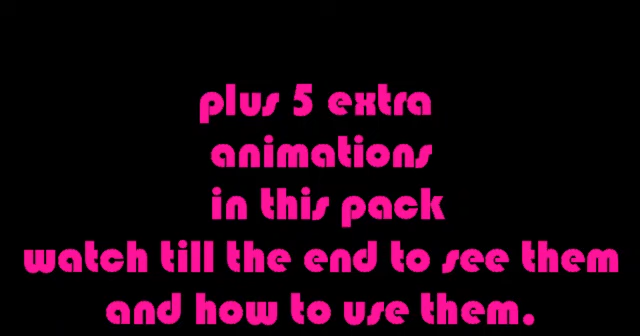 plus 5 extra
animations
in this pack
watch till the end to see them
and how to use them.